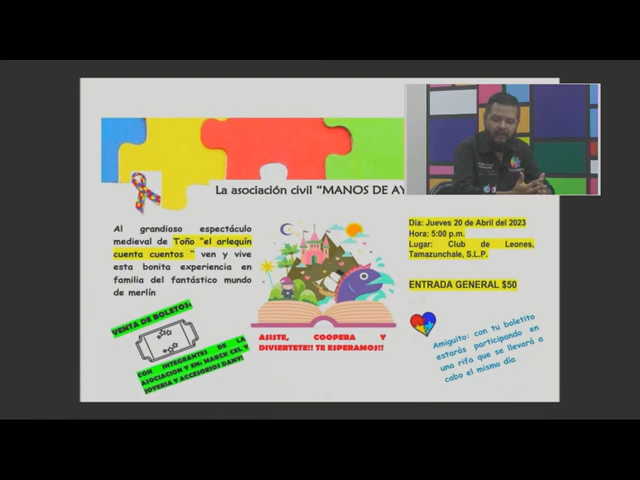 La asociación civil “MANOS DE AY
Al grandioso espectáculo
medieval de Toño “el arlequín
cuenta cuentos “ ven y vive
esta bonita experiencia en
familia del fantástico mundo
de merlín
Día: Jueves 20 de Abril del 2023
Hora: 5:00 p.m.
Lugar: Club de Leones,
Tamazunchale, S.L.P.
ENTRADA GENERAL $50
VENTA DE BOLETOS:
CON INTEGRANTES DE LA
ASOCIACION Y EN: MARCK CEL Y
JOYERIA Y ACCESORIOS DANY!
ASISTE, COOPERA Y
DIVIERTETE!! TE ESPERAMOS!!
Amiguito: con tu boletito
estarás participando en
una rifa que se llevará a
cabo el mismo día